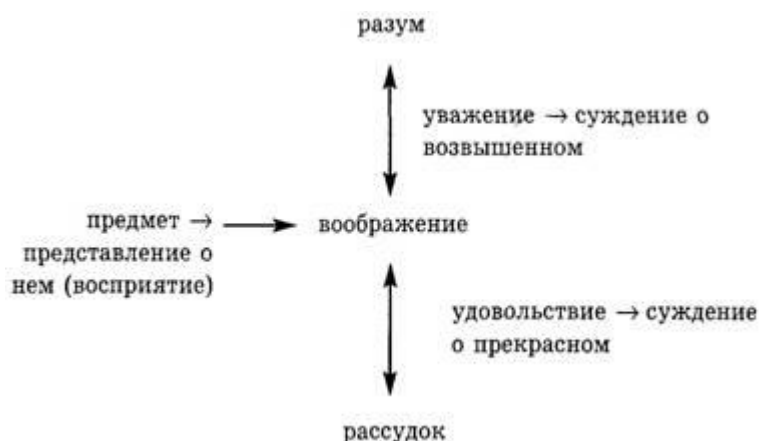 разум
уважение → суждение о
возвышенном
предмет →
представление о
нем (восприятие)
воображение
удовольствие → суждение
о прекрасном
рассудок